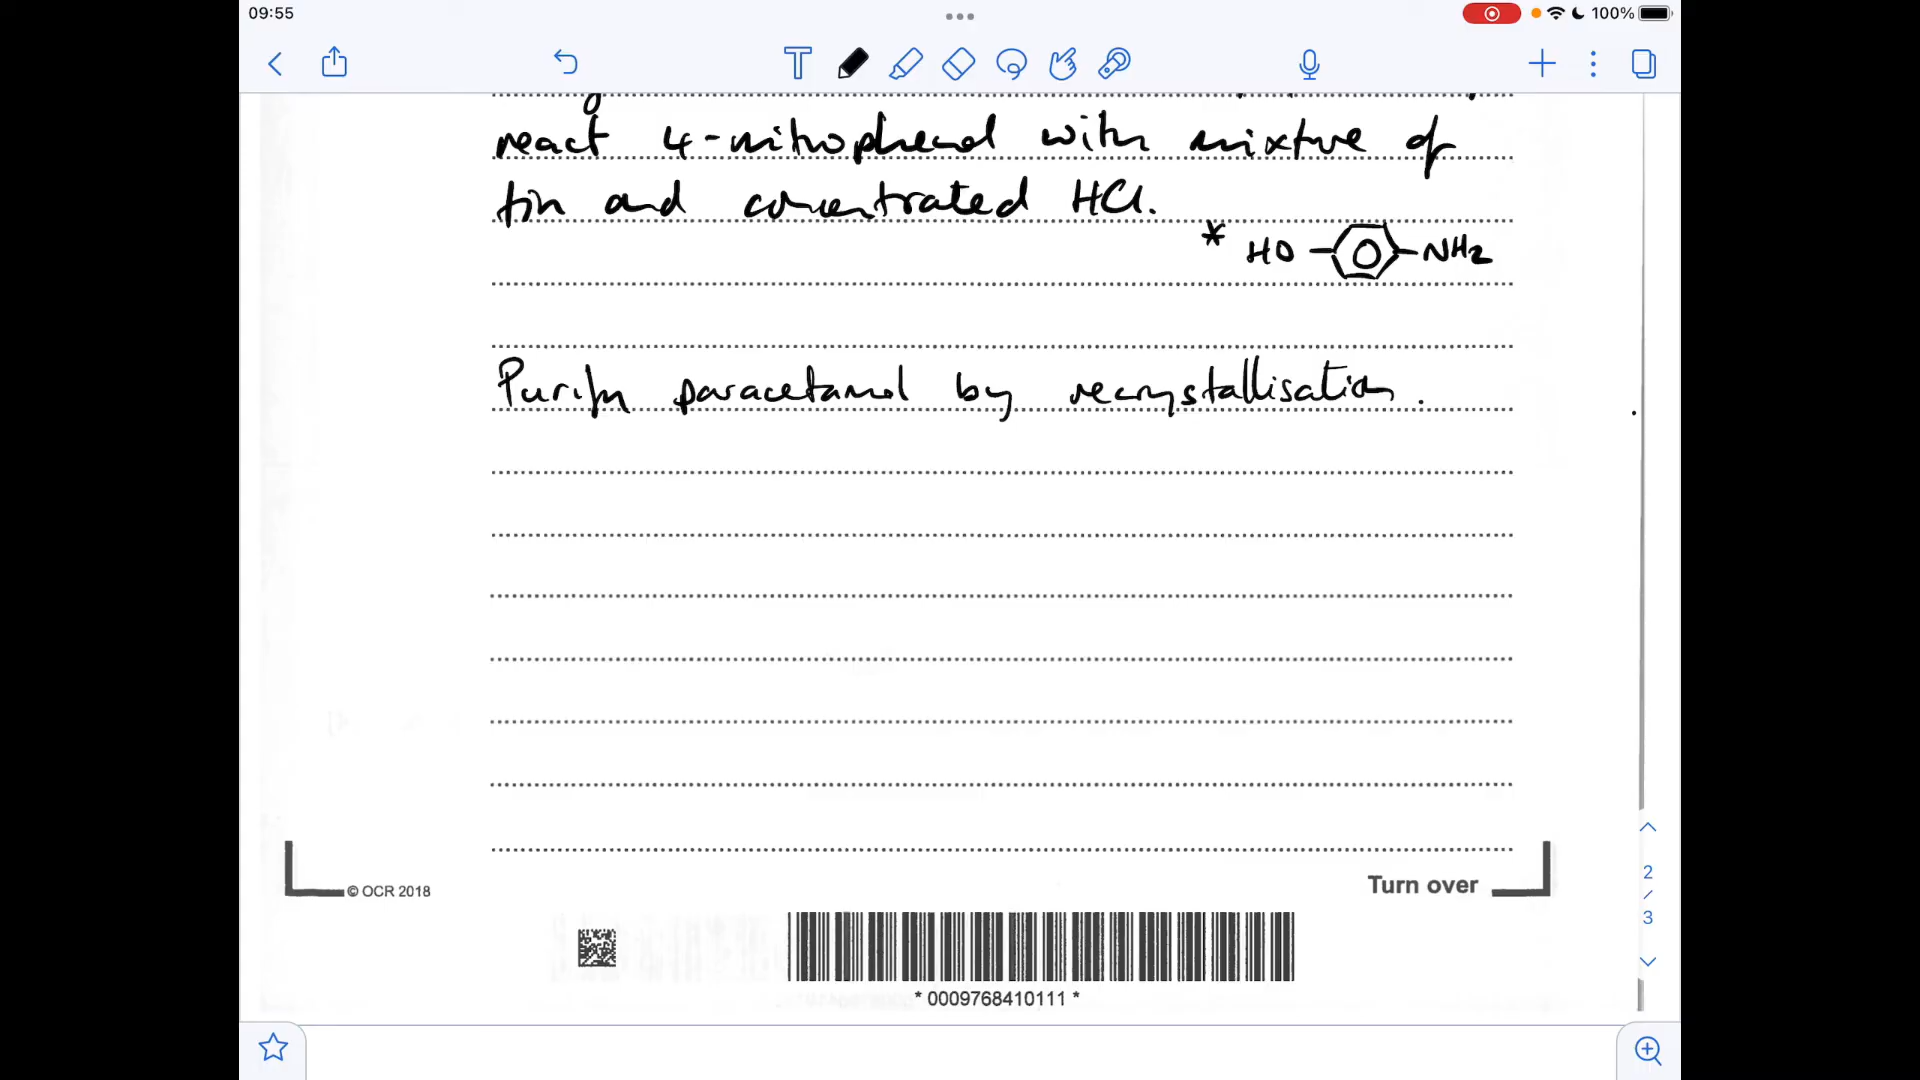 09:55
100%
react 4-nitrophenol with mixture of
tin and concentrated HCl.
* HO NH2
Purify paracetamol by recrystallisation.
© OCR 2018
Turn over
2
/
3
* 0009768410111 *